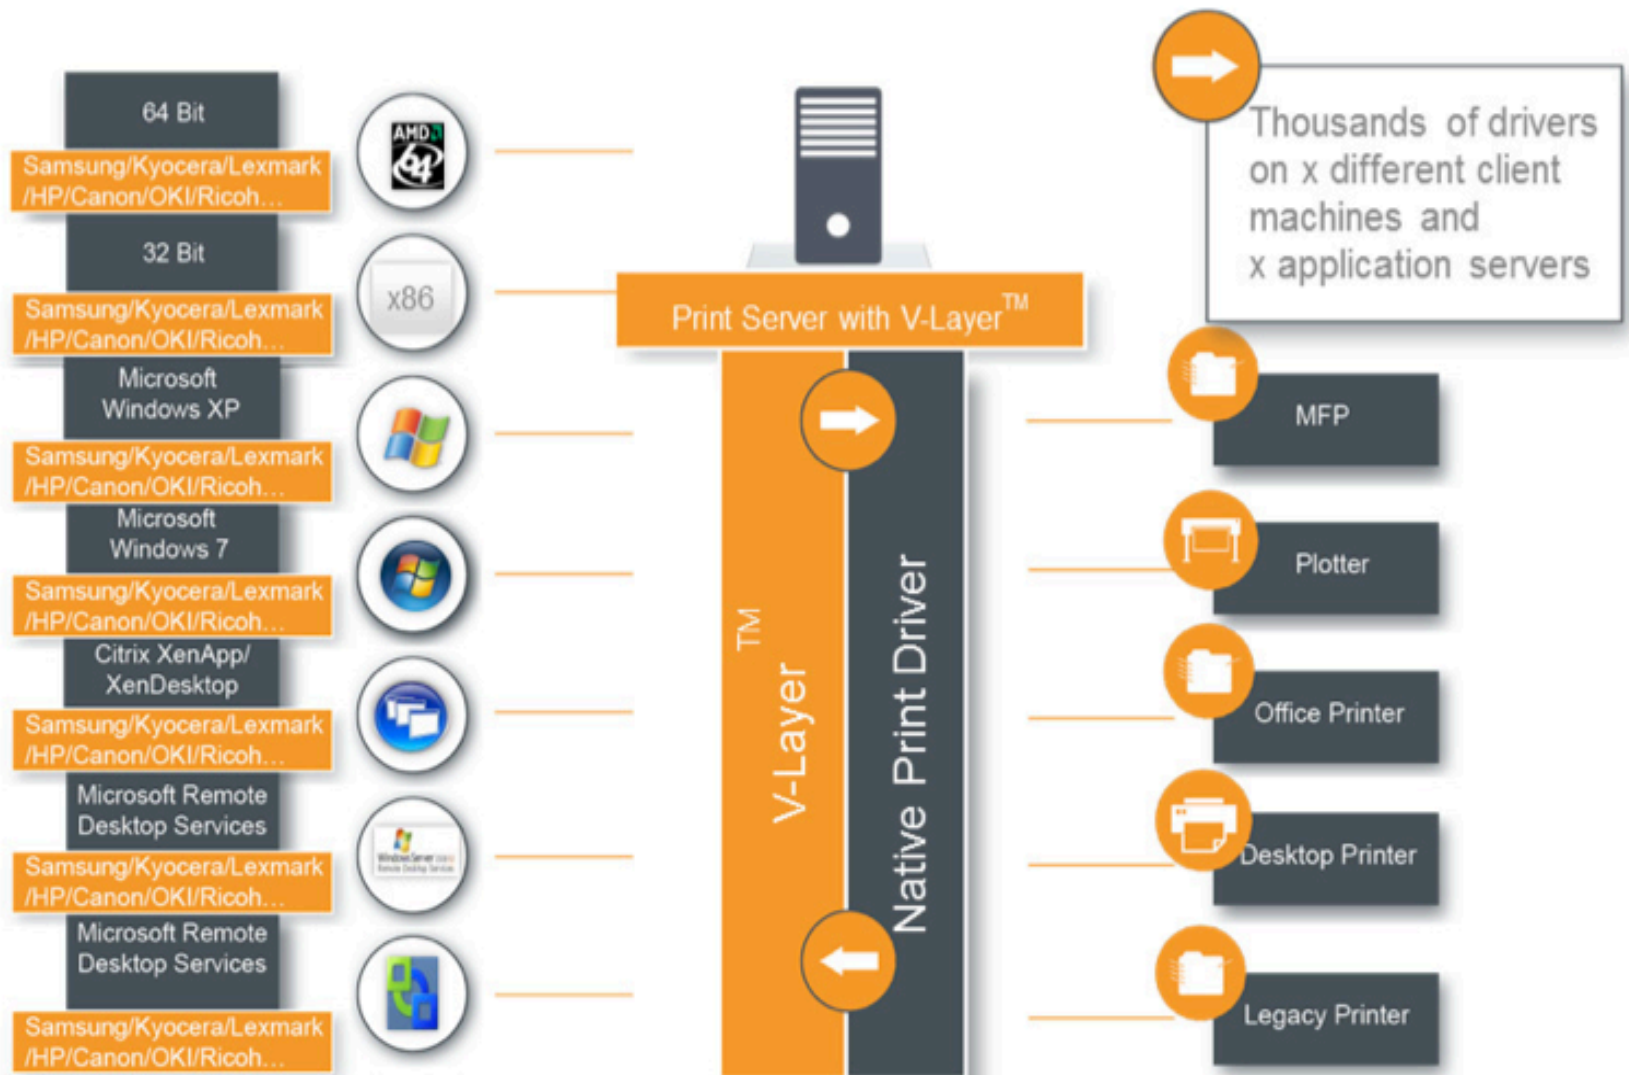 64 Bit
Samsung/Kyocera/Lexmark
/HP/Canon/OKI/Ricoh...
32 Bit
Samsung/Kyocera/Lexmark
/HP/Canon/OKI/Ricoh...
Microsoft
Windows XP
Samsung/Kyocera/Lexmark
/HP/Canon/OKI/Ricoh...
Microsoft
Windows 7
Samsung/Kyocera/Lexmark
/HP/Canon/OKI/Ricoh...
Citrix XenApp/
XenDesktop
Samsung/Kyocera/Lexmark
/HP/Canon/OKI/Ricoh...
Microsoft Remote
Desktop Services
Samsung/Kyocera/Lexmark
/HP/Canon/OKI/Ricoh...
Microsoft Remote
Desktop Services
Samsung/Kyocera/Lexmark
/HP/Canon/OKI/Ricoh...
AMD
64
x86
Windows Server
Remote Desktop Services
Print Server with V-Layer™
V-Layer™
Native Print Driver
Thousands of drivers
on x different client
machines and
x application servers
MFP
Plotter
Office Printer
Desktop Printer
Legacy Printer